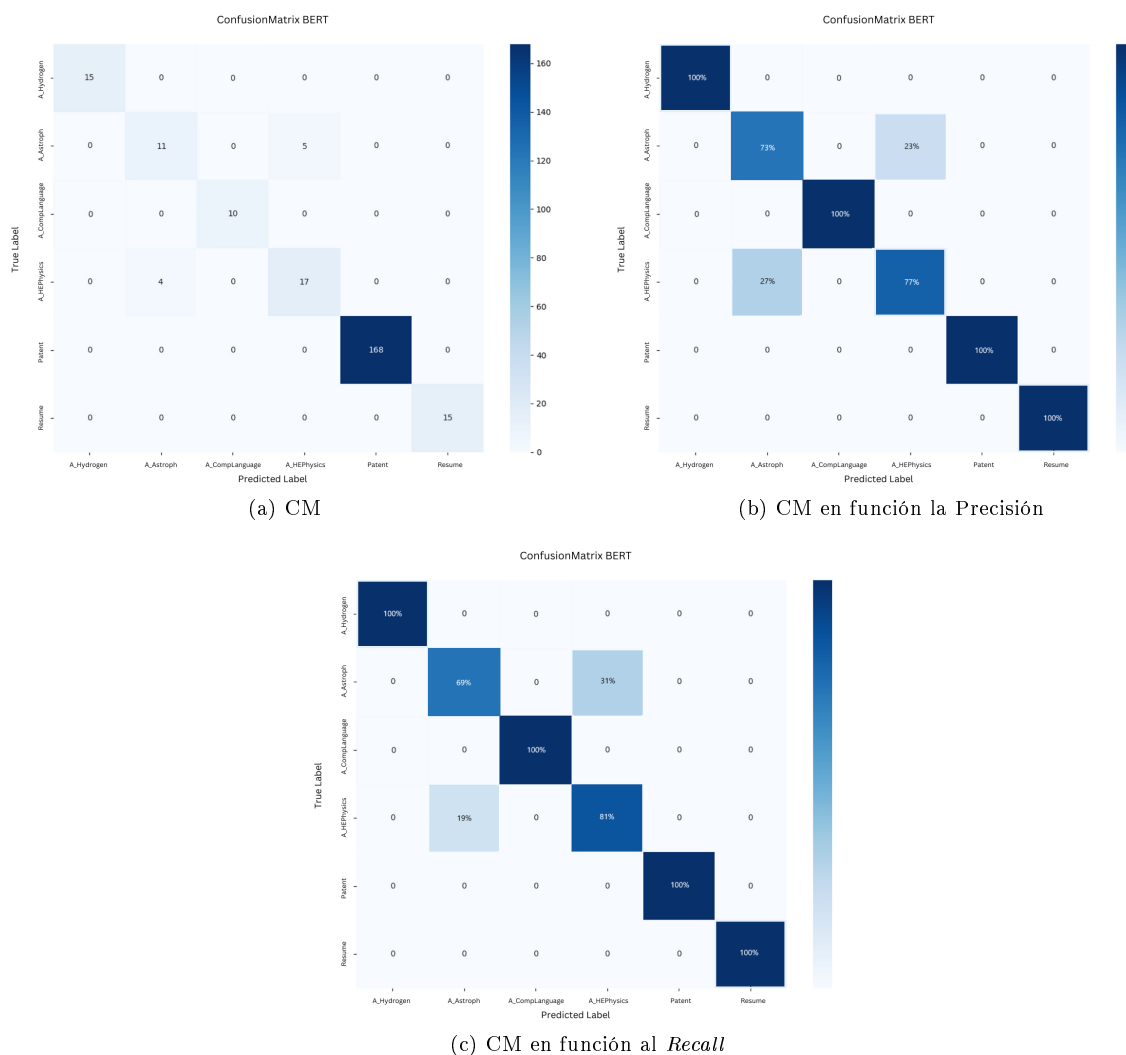 ConfusionMatrix BERT
True Label
A_Hydrogen 15 0 0 0 0 0
A_Astroph 0 11 0 5 0 0
A_CompLanguage 0 0 10 0 0 0
A_HEPhysics 0 4 0 17 0 0
Patent 0 0 0 0 168 0
Resume 0 0 0 0 0 15
A_Hydrogen A_Astroph A_CompLanguage A_HEPhysics Patent Resume
Predicted Label
160
140
120
100
80
60
40
20
0
(a) CM
ConfusionMatrix BERT
True Label
A_Hydrogen 100% 0 0 0 0 0
A_Astroph 0 73% 0 23% 0 0
A_CompLanguage 0 0 100% 0 0 0
A_HEPhysics 0 27% 0 77% 0 0
Patent 0 0 0 0 100% 0
Resume 0 0 0 0 0 100%
A_Hydrogen A_Astroph A_CompLanguage A_HEPhysics Patent Resume
Predicted Label
(b) CM en función la Precisión
ConfusionMatrix BERT
True Label
A_Hydrogen 100% 0 0 0 0 0
A_Astroph 0 69% 0 31% 0 0
A_CompLanguage 0 0 100% 0 0 0
A_HEPhysics 0 19% 0 81% 0 0
Patent 0 0 0 0 100% 0
Resume 0 0 0 0 0 100%
A_Hydrogen A_Astroph A_CompLanguage A_HEPhysics Patent Resume
Predicted Label
(c) CM en función al Recall